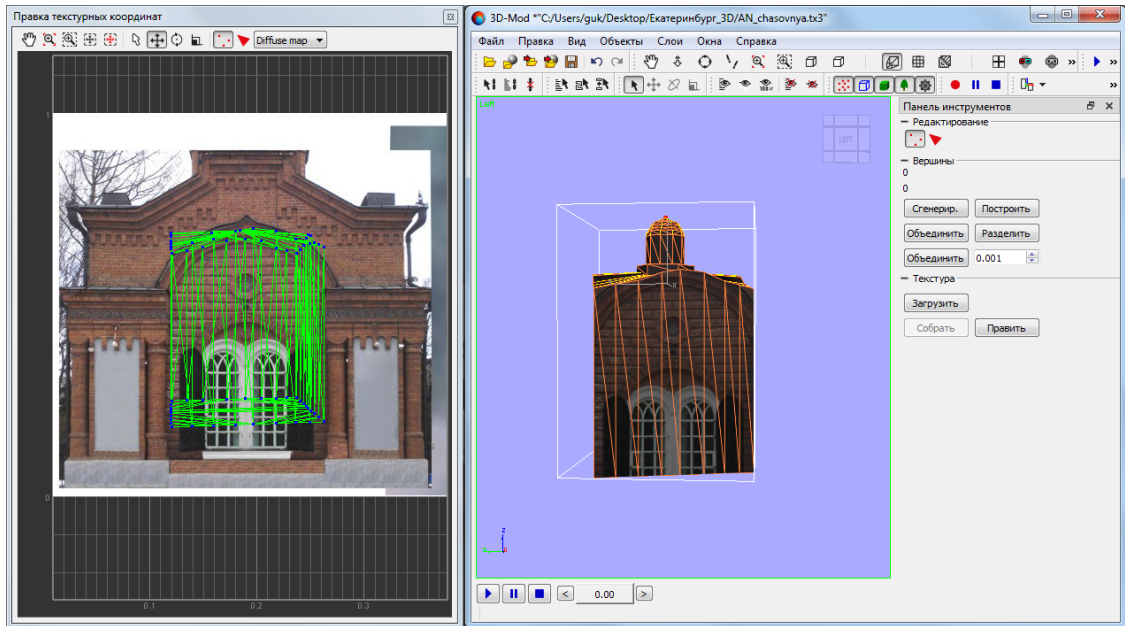 Правка текстурных координат
Diffuse map
1
0
0.1
0.2
0.3
3D-Mod *"C:/Users/guk/Desktop/Екатеринбург_3D/AN_chasovnya.tx3"
Файл Правка Вид Объекты Слои Окна Справка
100%
Left
LEFT
x
z
Панель инструментов
Редактирование
Вершины
0
0
Сгенерир. Построить
Объединить Разделить
Объединить 0.001
Текстура
Загрузить
Собрать Править
< 0.00 >